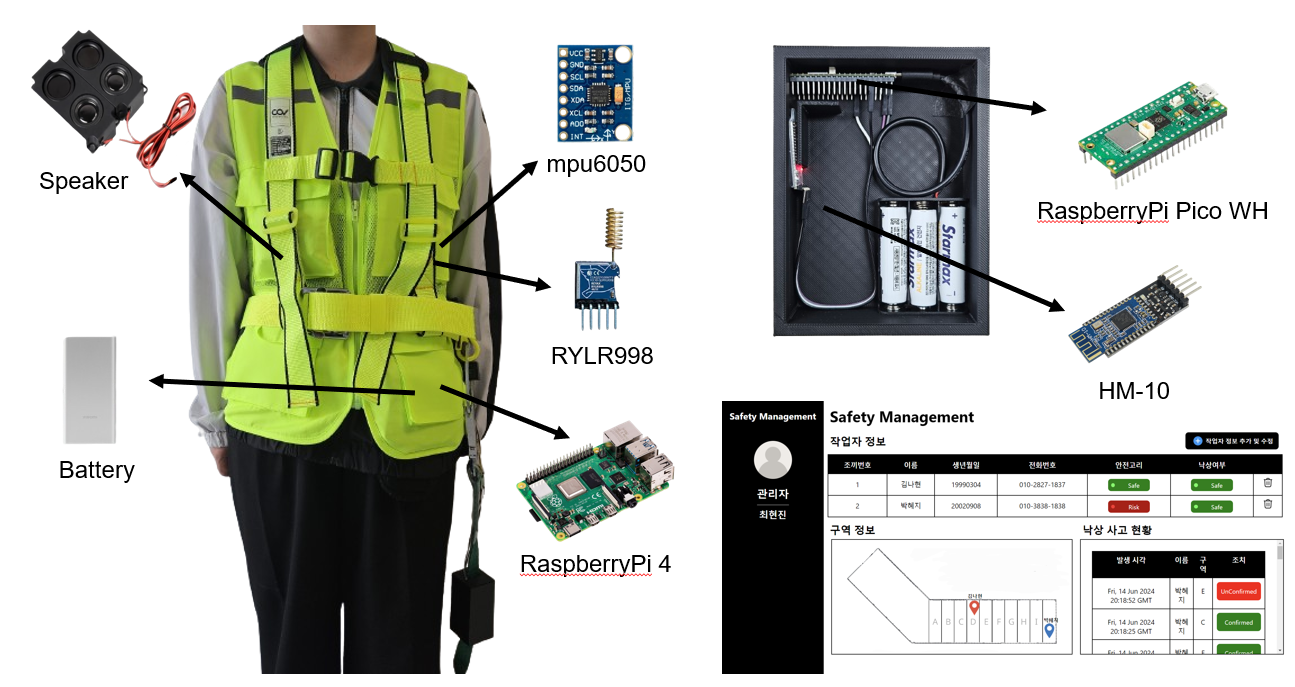 Speaker
Battery
VCC
GND
SCL
SDA
XDA
XCL
ADO
INT
ITG/MPU
mpu6050
RYLR998
RaspberryPi 4
Starmax
RaspberryPi Pico WH
HM-10
Safety Management
관리자
최현진
Safety Management
작업자 정보
작업자 정보 추가 및 수정
조끼번호 이름 생년월일 전화번호 안전고리 낙상여부
1 김나현 19990304 010-2827-1837 Safe Safe
2 박혜지 20020908 010-3838-1838 Risk Safe
구역 정보
김나현
박혜지
A B C D E F G H I
낙상 사고 현황
발생 시각 이름 구역 조치
Fri, 14 Jun 2024 20:18:52 GMT 박혜지 E UnConfirmed
Fri, 14 Jun 2024 20:18:25 GMT 박혜지 C Confirmed
Fri, 14 Jun 2024 박혜 E Confirmed